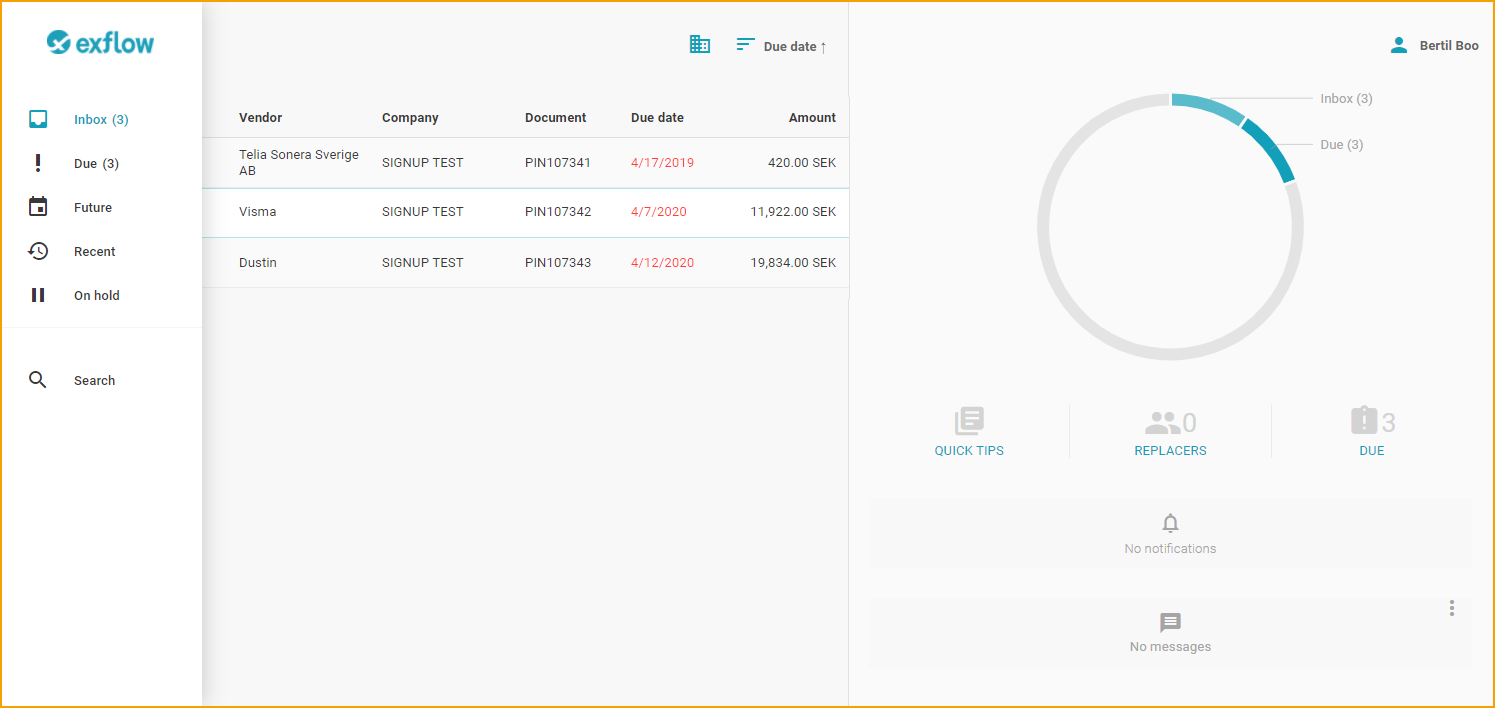 exflow
Inbox (3)
Due (3)
Future
Recent
On hold
Search
Due date ↑
Vendor Company Document Due date Amount
Telia Sonera Sverige AB SIGNUP TEST PIN107341 4/17/2019 420.00 SEK
Visma SIGNUP TEST PIN107342 4/7/2020 11,922.00 SEK
Dustin SIGNUP TEST PIN107343 4/12/2020 19,834.00 SEK
Bertil Boo
Inbox (3)
Due (3)
QUICK TIPS
0
REPLACERS
3
DUE
No notifications
No messages